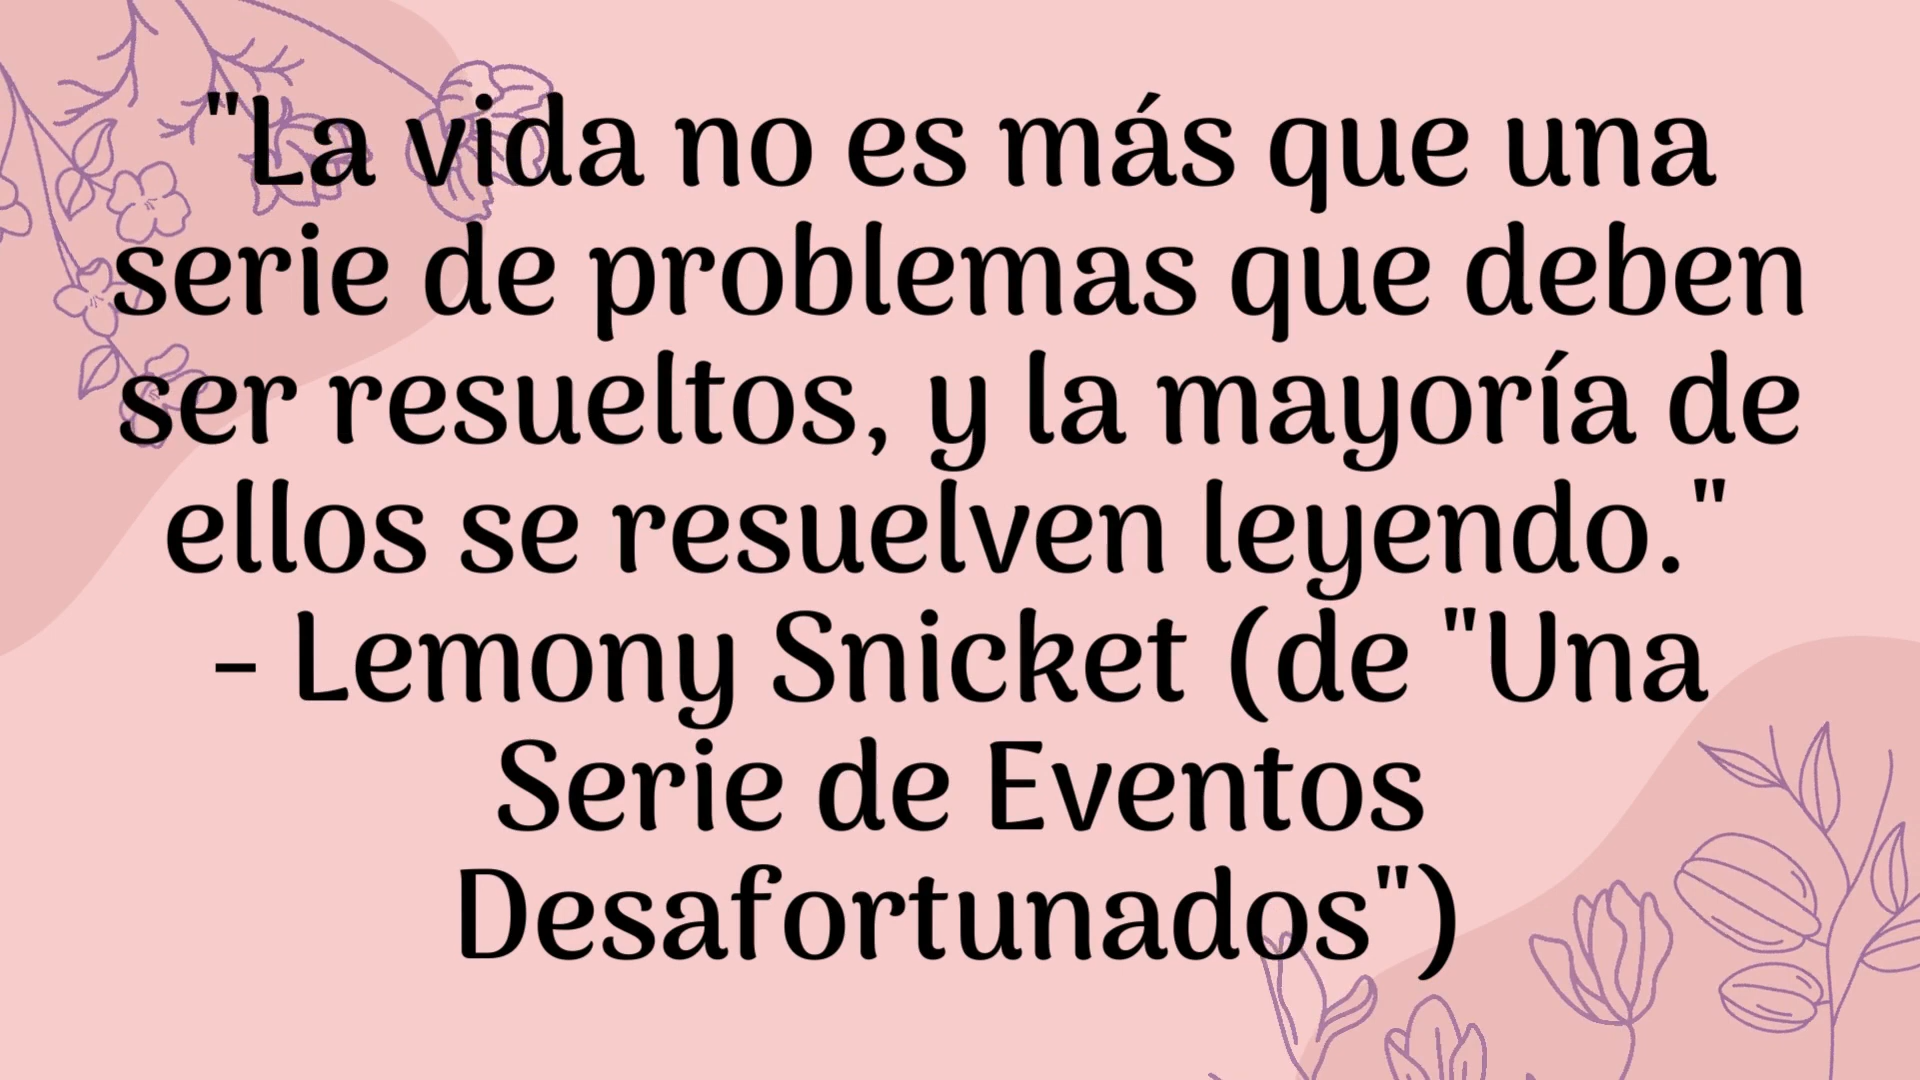 "La vida no es más que una
serie de problemas que deben
ser resueltos, y la mayoría de
ellos se resuelven leyendo."
– Lemony Snicket (de "Una
Serie de Eventos
Desafortunados")